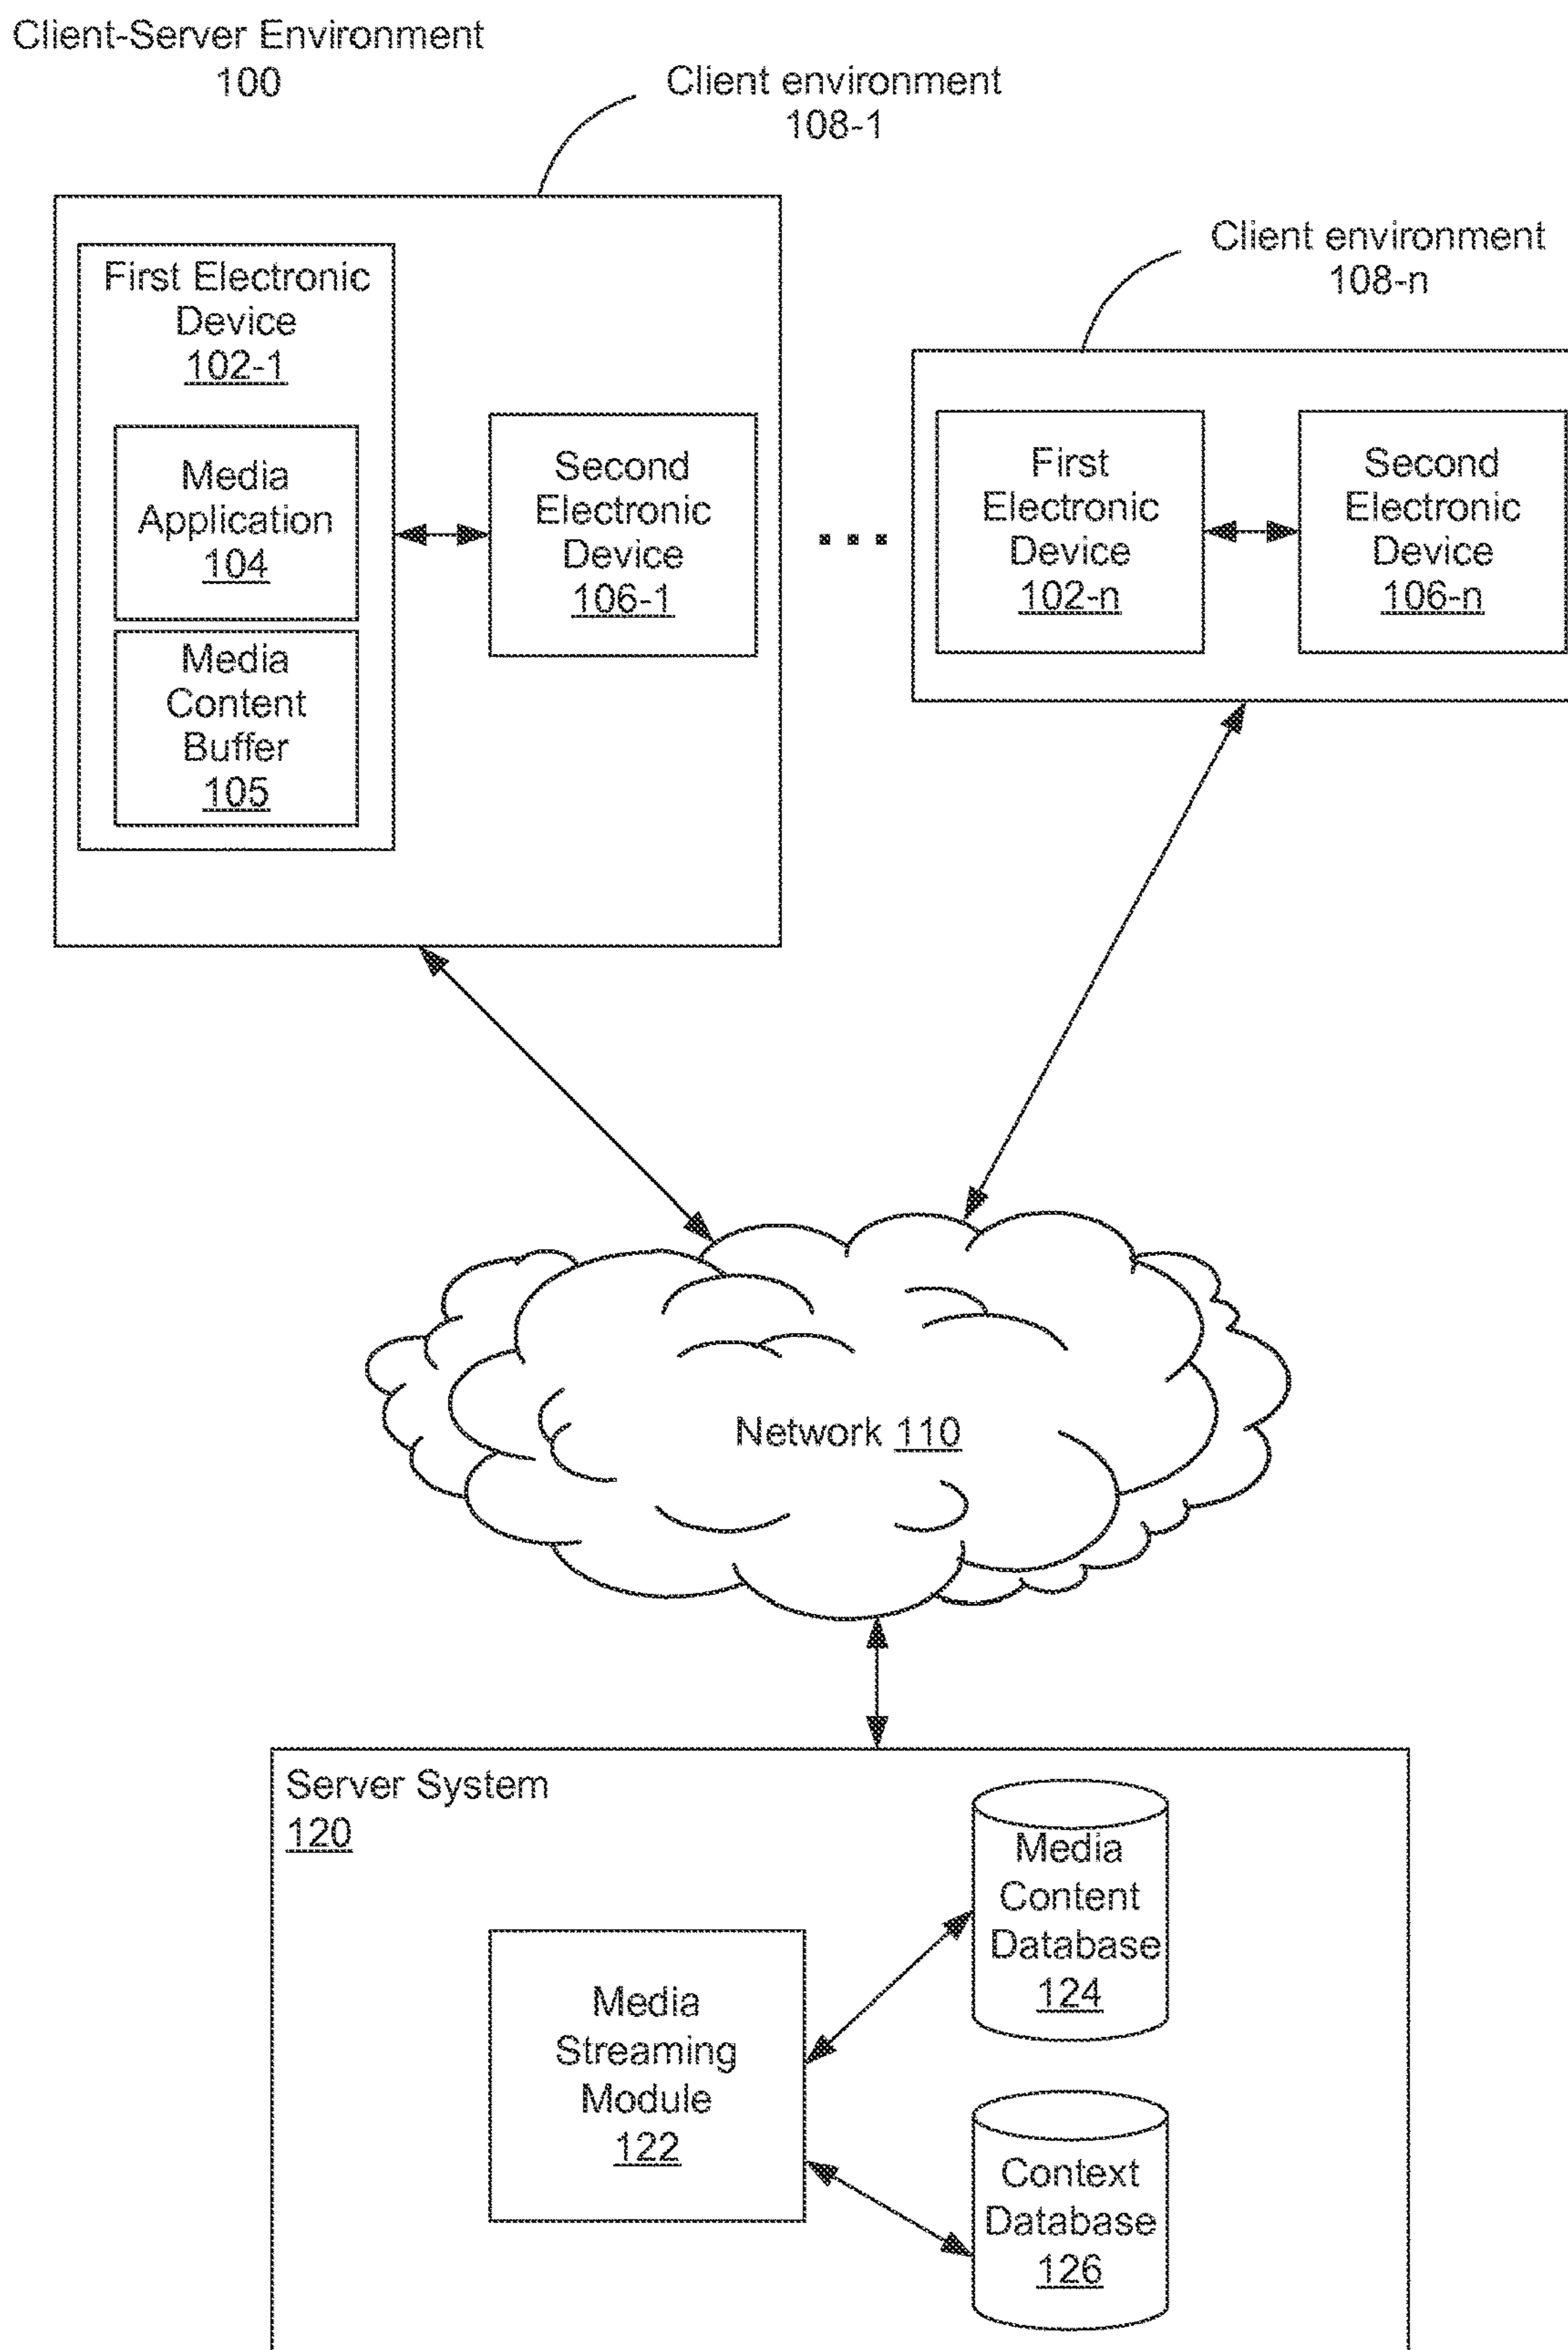 Client-Server Environment
100
Client environment
108-1
Client environment
108-n
First Electronic
Device
102-1
Media
Application
104
Media
Content
Buffer
105
Second
Electronic
Device
106-1
First
Electronic
Device
102-n
Second
Electronic
Device
106-n
Network 110
Server System
120
Media
Streaming
Module
122
Media
Content
Database
124
Context
Database
126